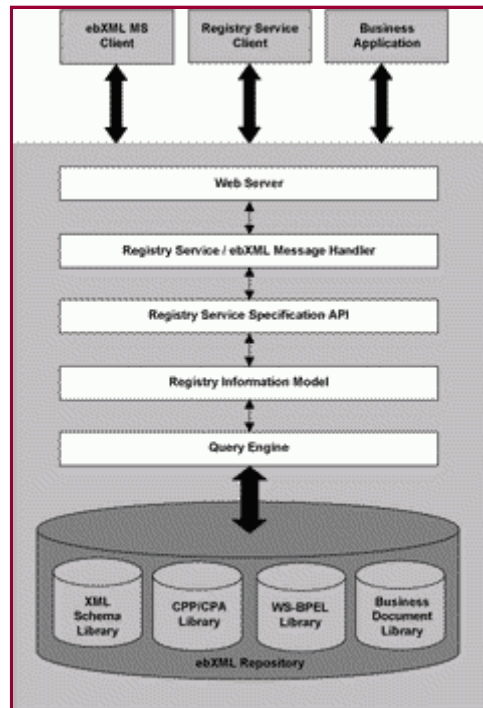 ebXML MS
Client
Registry Service
Client
Business
Application
Web Server
Registry Service / ebXML Message Handler
Registry Service Specification API
Registry Information Model
Query Engine
XML
Schema
Library
CPP/CPA
Library
WS-BPEL
Library
Business
Document
Library
ebXML Repository